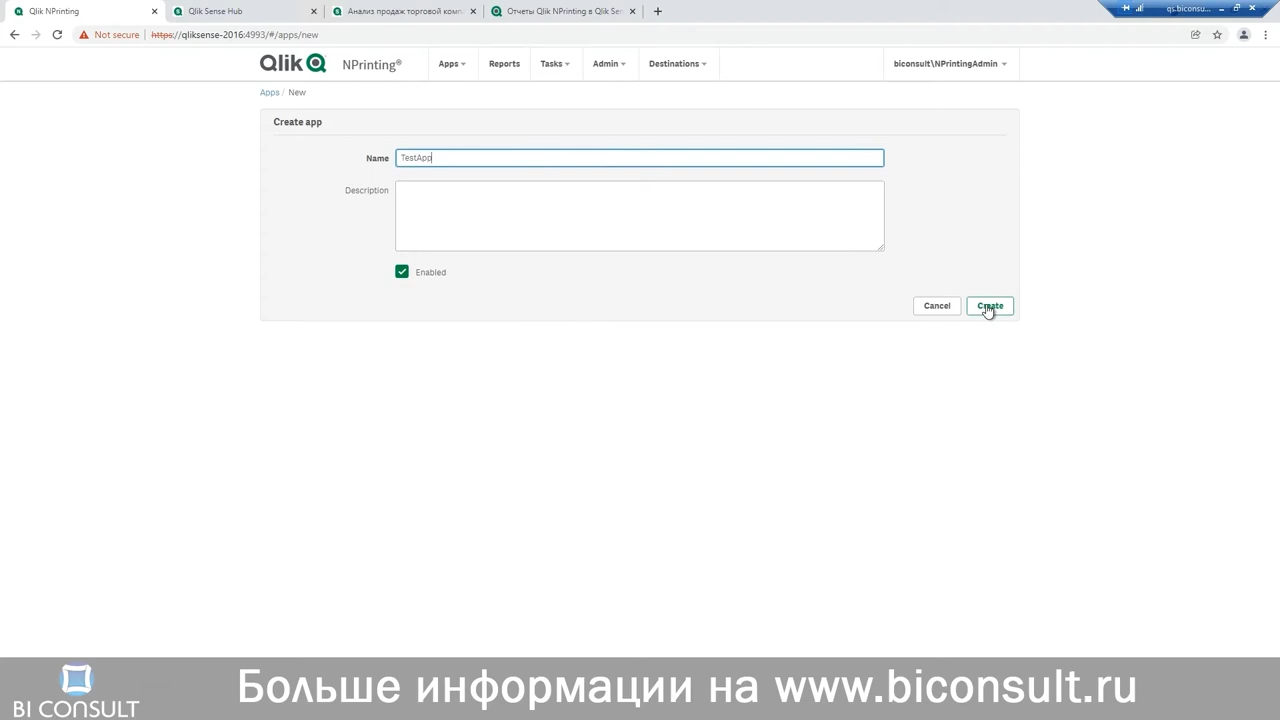 Qlik NPrinting
Qlik Sense Hub
Анализ продаж торговой комп
Отчеты Qlik NPrinting в Qlik Se
qs.biconsu...
Not secure
https://qliksense-2016:4993/#/apps/new
Qlik NPrinting®
Apps
Reports
Tasks
Admin
Destinations
biconsult\NPrintingAdmin
Apps / New
Create app
Name
TestApp
Description
Enabled
Cancel
Create
BI CONSULT
Больше информации на www.biconsult.ru